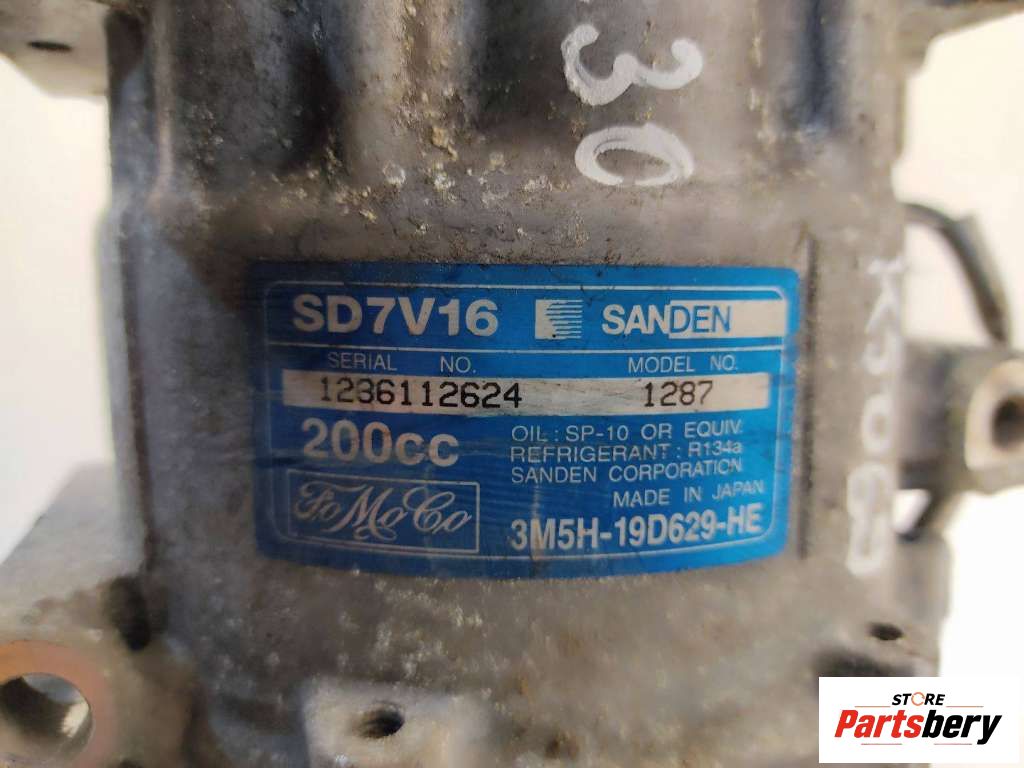 30
SD7V16 SANDEN
SERIAL NO. MODEL NO.
1236112624 1287
200cc
OIL : SP-10 OR EQUIV.
REFRIGERANT : R134a
SANDEN CORPORATION
MADE IN JAPAN
FoMoCo
3M5H-19D629-HE
STORE
Partsbery